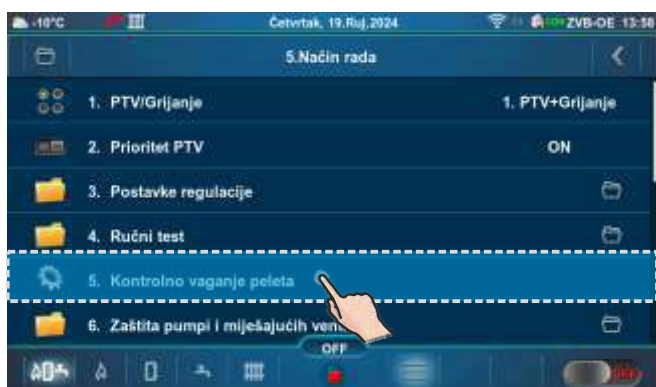 -10°C Četvrtak, 19.Ruj.2024 ZVB-OE 13:58
5.Način rada
1. PTV/Grijanje 1. PTV+Grijanje
2. Prioritet PTV ON
3. Postavke regulacije
4. Ručni test
5. Kontrolno vaganje peleta
6. Zaštita pumpi i miješajućih
OFF
OFF